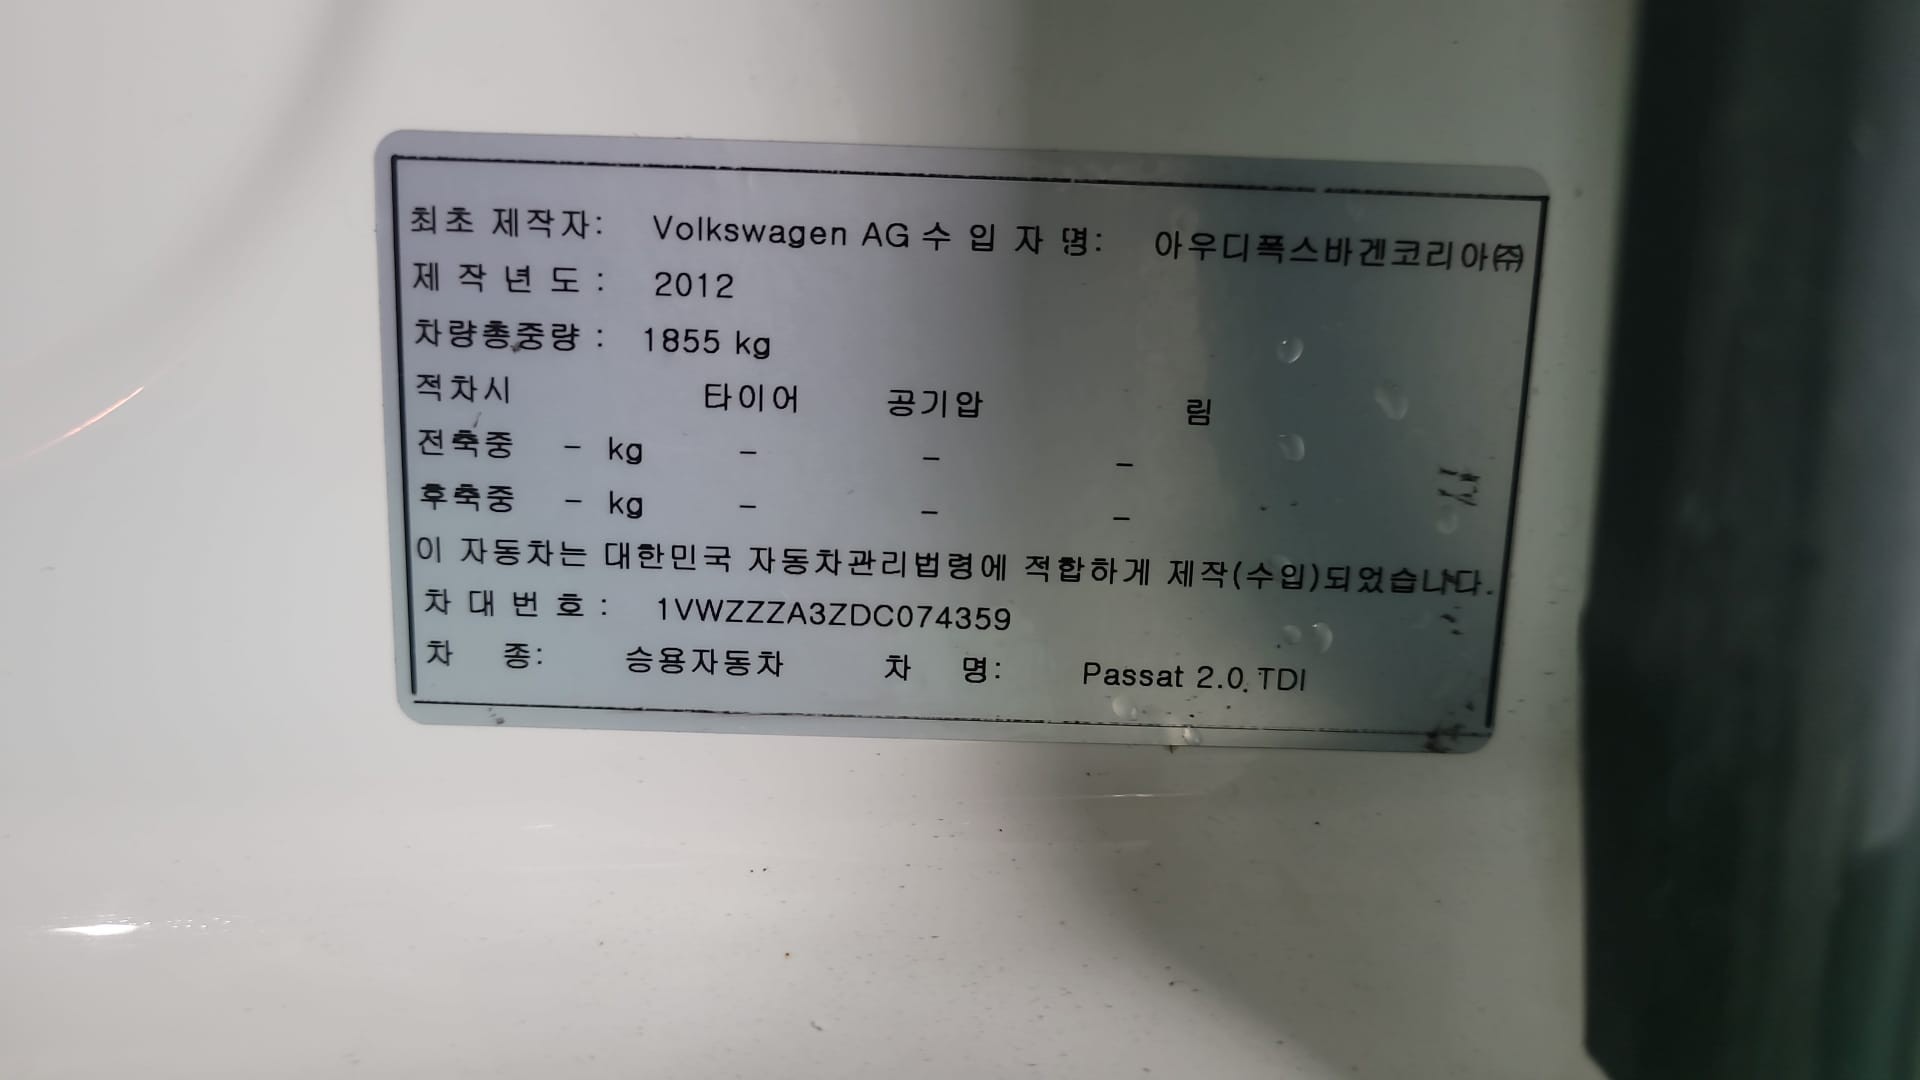 최초 제작자: Volkswagen AG 수 입 자 명: 아우디폭스바겐코리아㈜
제 작 년 도 : 2012
차량총중량 : 1855 kg
적차시 타이어 공기압 림
전축중 - kg - - -
후축중 - kg - - -
이 자동차는 대한민국 자동차관리법령에 적합하게 제작(수입)되었습니다.
차 대 번 호 : 1VWZZZA3ZDC074359
차 종: 승용자동차 차 명: Passat 2.0 TDI